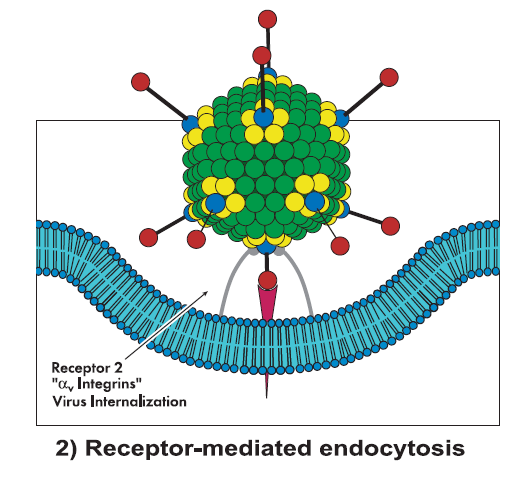 Receptor 2
"αv Integrins"
Virus Internalization
2) Receptor-mediated endocytosis